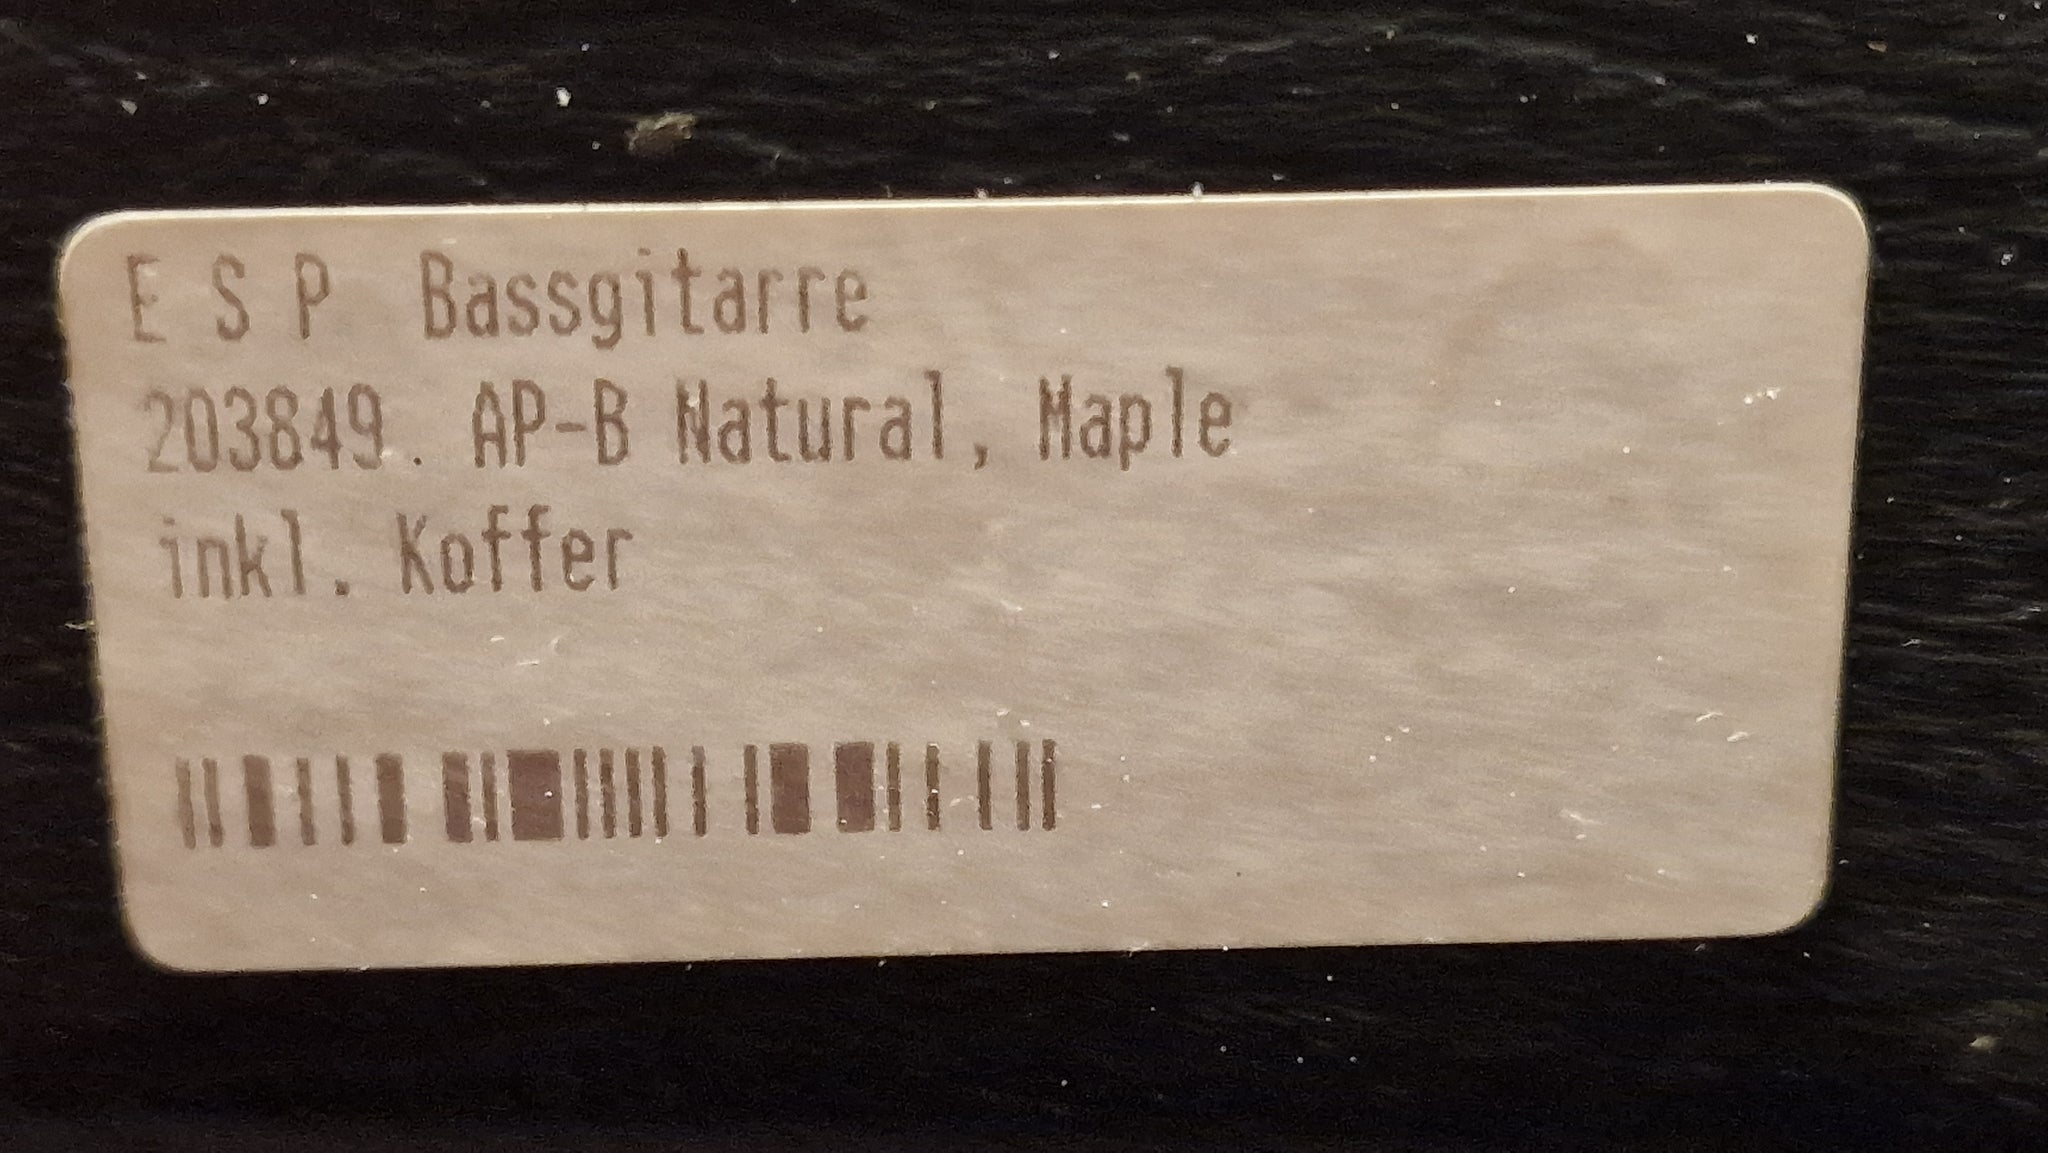 E S P Bassgitarre
203849. AP-B Natural, Maple
inkl. Koffer